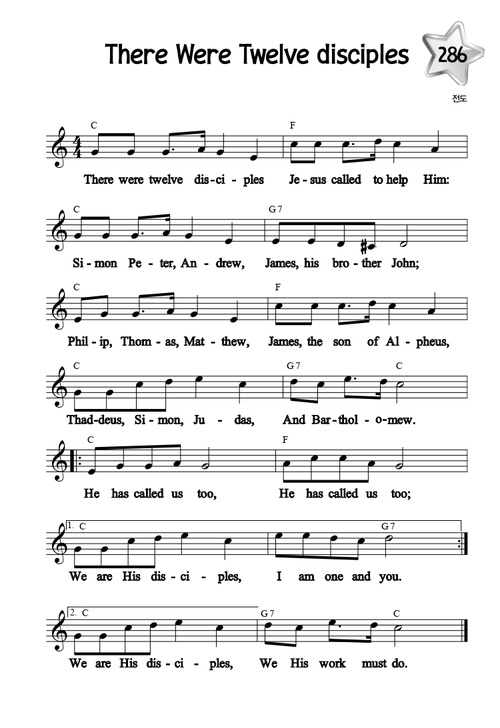 There Were Twelve disciples
286
전도
C F
There were twelve dis-ci - ples Je - sus called to help Him:
C G7
Si - mon Pe - ter, An - drew, James, his bro - ther John;
C F
Phil - ip, Thom - as, Mat - thew, James, the son of Al - pheus,
C G7 C
Thad-deus, Si - mon, Ju - das, And Bar-thol - o-mew.
C F
He has called us too, He has called us too;
1. C G7
We are His dis - ci - ples, I am one and you.
2. C G7 C
We are His dis - ci - ples, We His work must do.